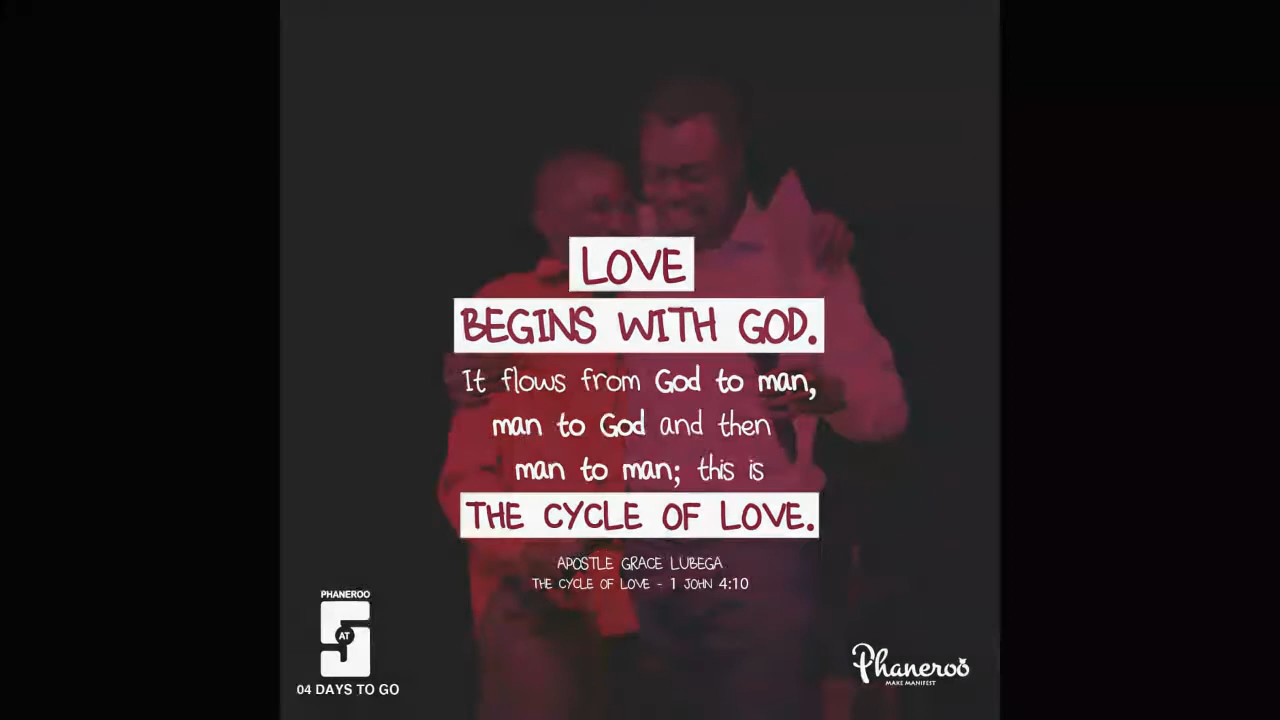 LOVE
BEGINS WITH GOD.
It flows from God to man,
man to God and then
man to man; this is
THE CYCLE OF LOVE.
APOSTLE GRACE LUBEGA
THE CYCLE OF LOVE - 1 JOHN 4:10
PHANEROO
5
AT
04 DAYS TO GO
Phaneroo
MAKE MANIFEST